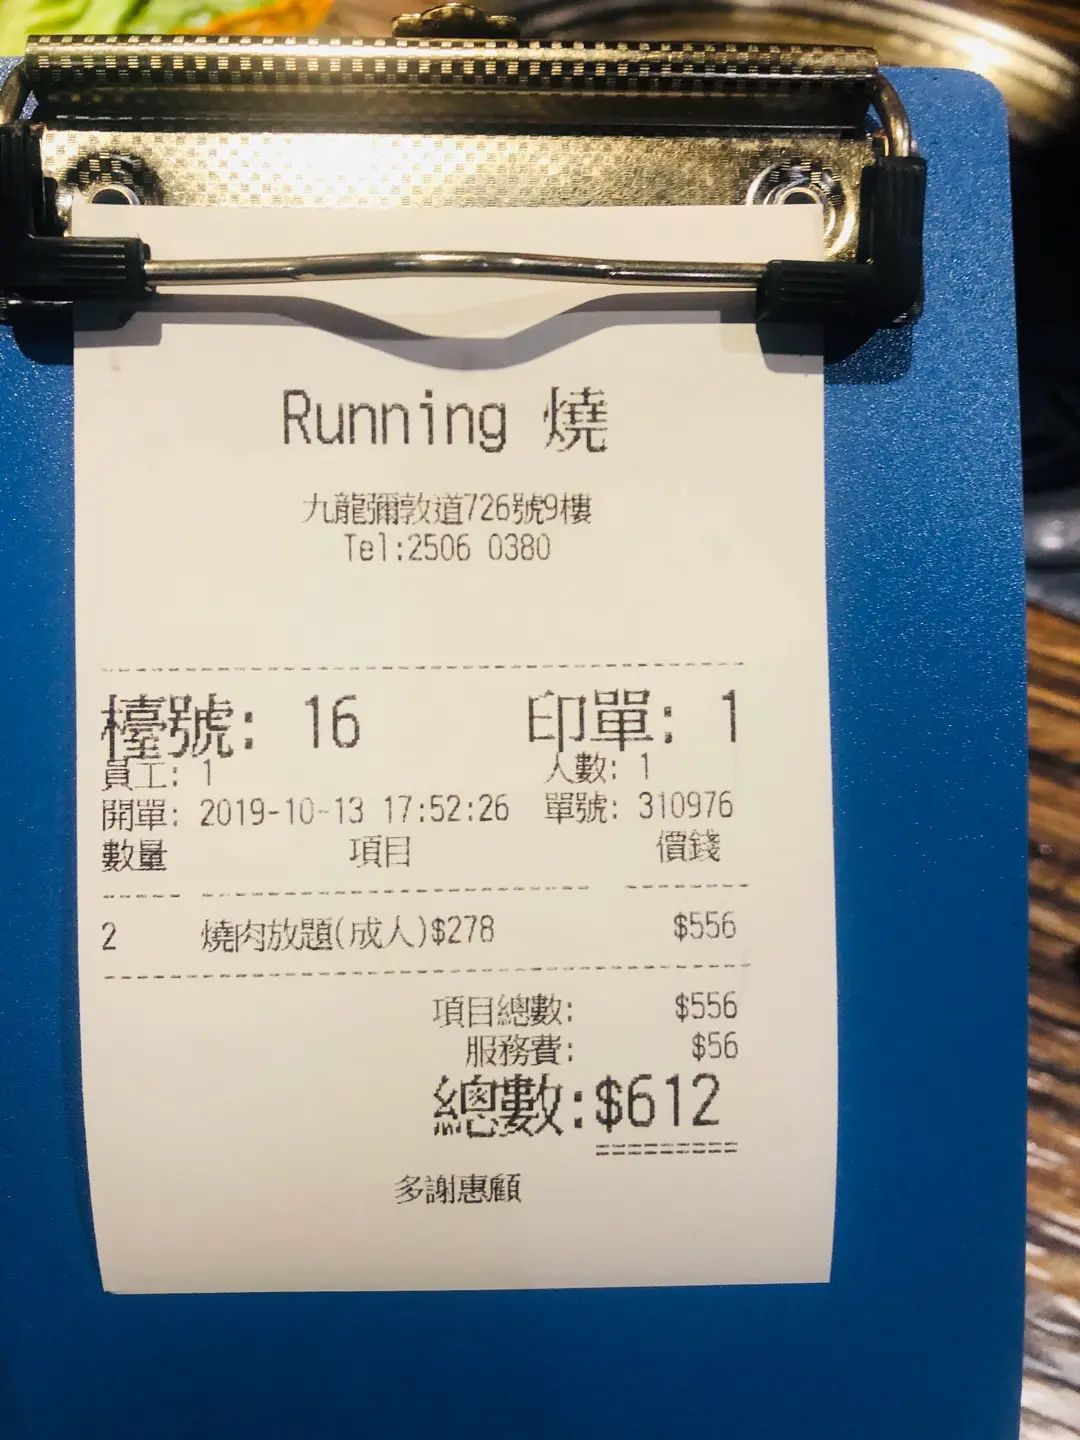 Running 燒
九龍彌敦道726號9樓
Tel:2506 0380
檯號: 16 印單: 1
員工: 1 人數: 1
開單: 2019-10-13 17:52:26 單號: 310976
數量 項目 價錢
2 燒肉放題(成人)$278 $556
項目總數: $556
服務費: $56
總數:$612
多謝惠顧